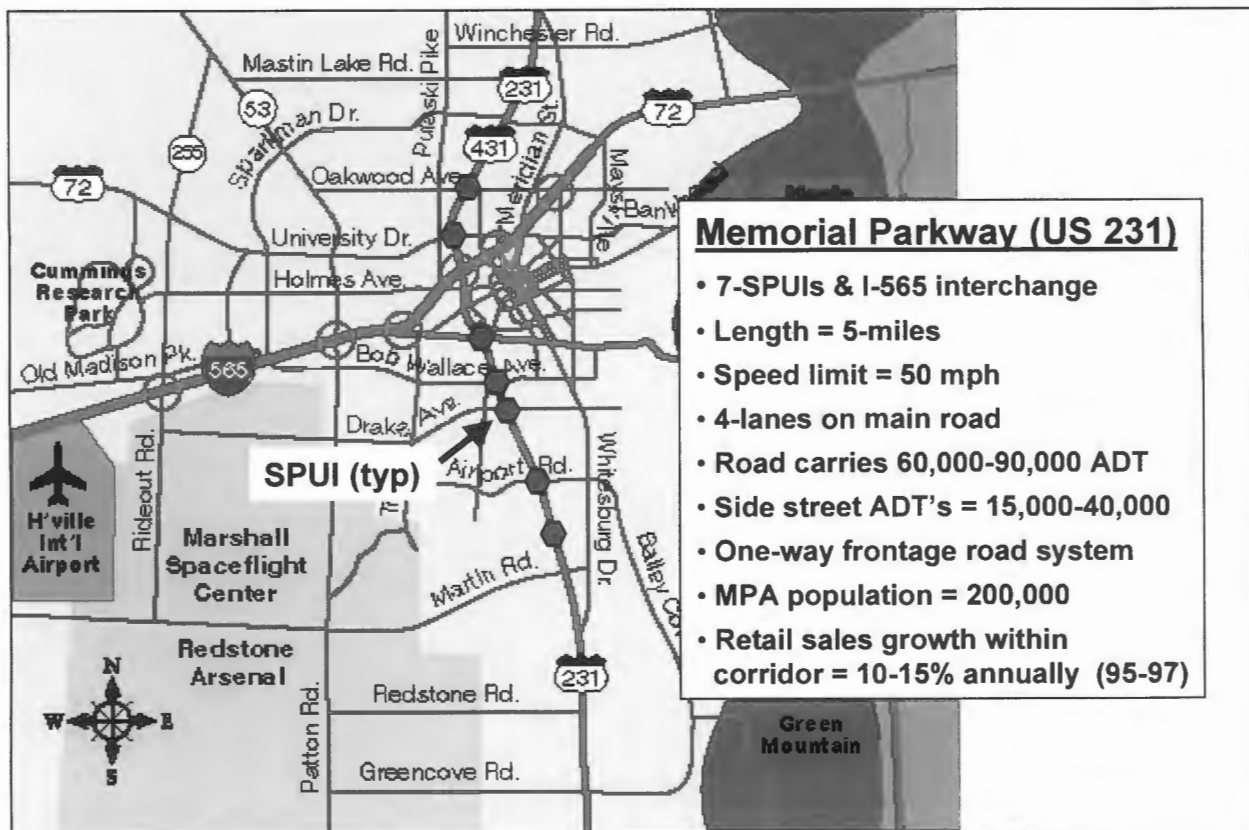 Winchester Rd.
Mastin Lake Rd.
Pulaski Pike
231
53
72
Sparkman Dr.
431
Meridian St.
255
Oakwood Ave.
72
University Dr.
Cummings
Research
Park
Holmes Ave.
Old Madison Pk.
565
Bob Wallace Ave.
Drake Ave.
SPUI (typ)
Airport Rd.
Whitesburg Dr.
Rideout Rd.
H'ville
Int'l
Airport
Marshall
Spaceflight
Center
Martin Rd.
Redstone
Arsenal
N
W
E
S
Patton Rd.
231
Redstone Rd.
Greencove Rd.
Green
Mountain
Memorial Parkway (US 231)
• 7-SPUIs & I-565 interchange
• Length = 5-miles
• Speed limit = 50 mph
• 4-lanes on main road
• Road carries 60,000-90,000 ADT
• Side street ADT's = 15,000-40,000
• One-way frontage road system
• MPA population = 200,000
• Retail sales growth within
corridor = 10-15% annually (95-97)